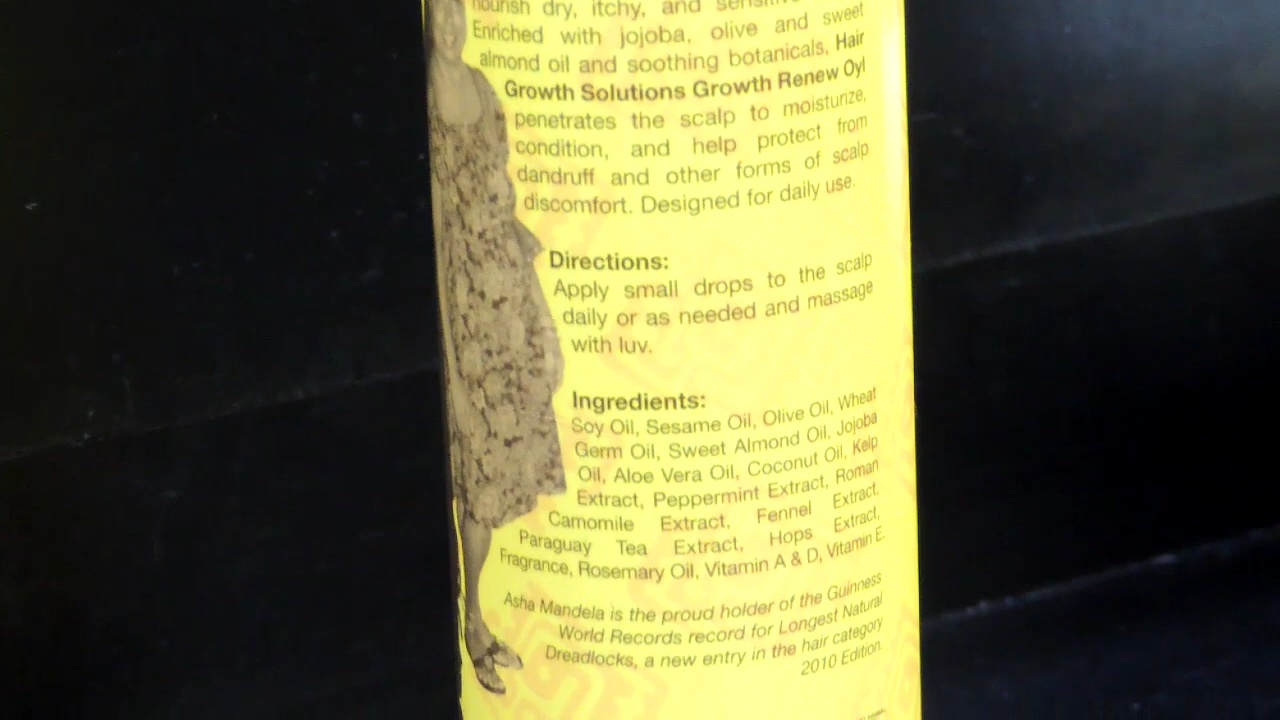 nourish dry, itchy, and
Enriched with jojoba, olive and sweet
almond oil and soothing botanicals, Hair
Growth Solutions Growth Renew Oyl
penetrates the scalp to moisturize,
condition, and help protect from
dandruff and other forms of scalp
discomfort. Designed for daily use.
Directions:
Apply small drops to the scalp
daily or as needed and massage
with luv.
Ingredients:
Soy Oil, Sesame Oil, Olive Oil, Wheat
Germ Oil, Sweet Almond Oil, Jojoba
Oil, Aloe Vera Oil, Coconut Oil, Kelp
Extract, Peppermint Extract, Roman
Camomile Extract, Fennel Extract,
Paraguay Tea Extract, Hops Extract,
Fragrance, Rosemary Oil, Vitamin A & D, Vitamin E.
Asha Mandela is the proud holder of the Guinness
World Records record for Longest Natural
Dreadlocks, a new entry in the hair category
2010 Edition.